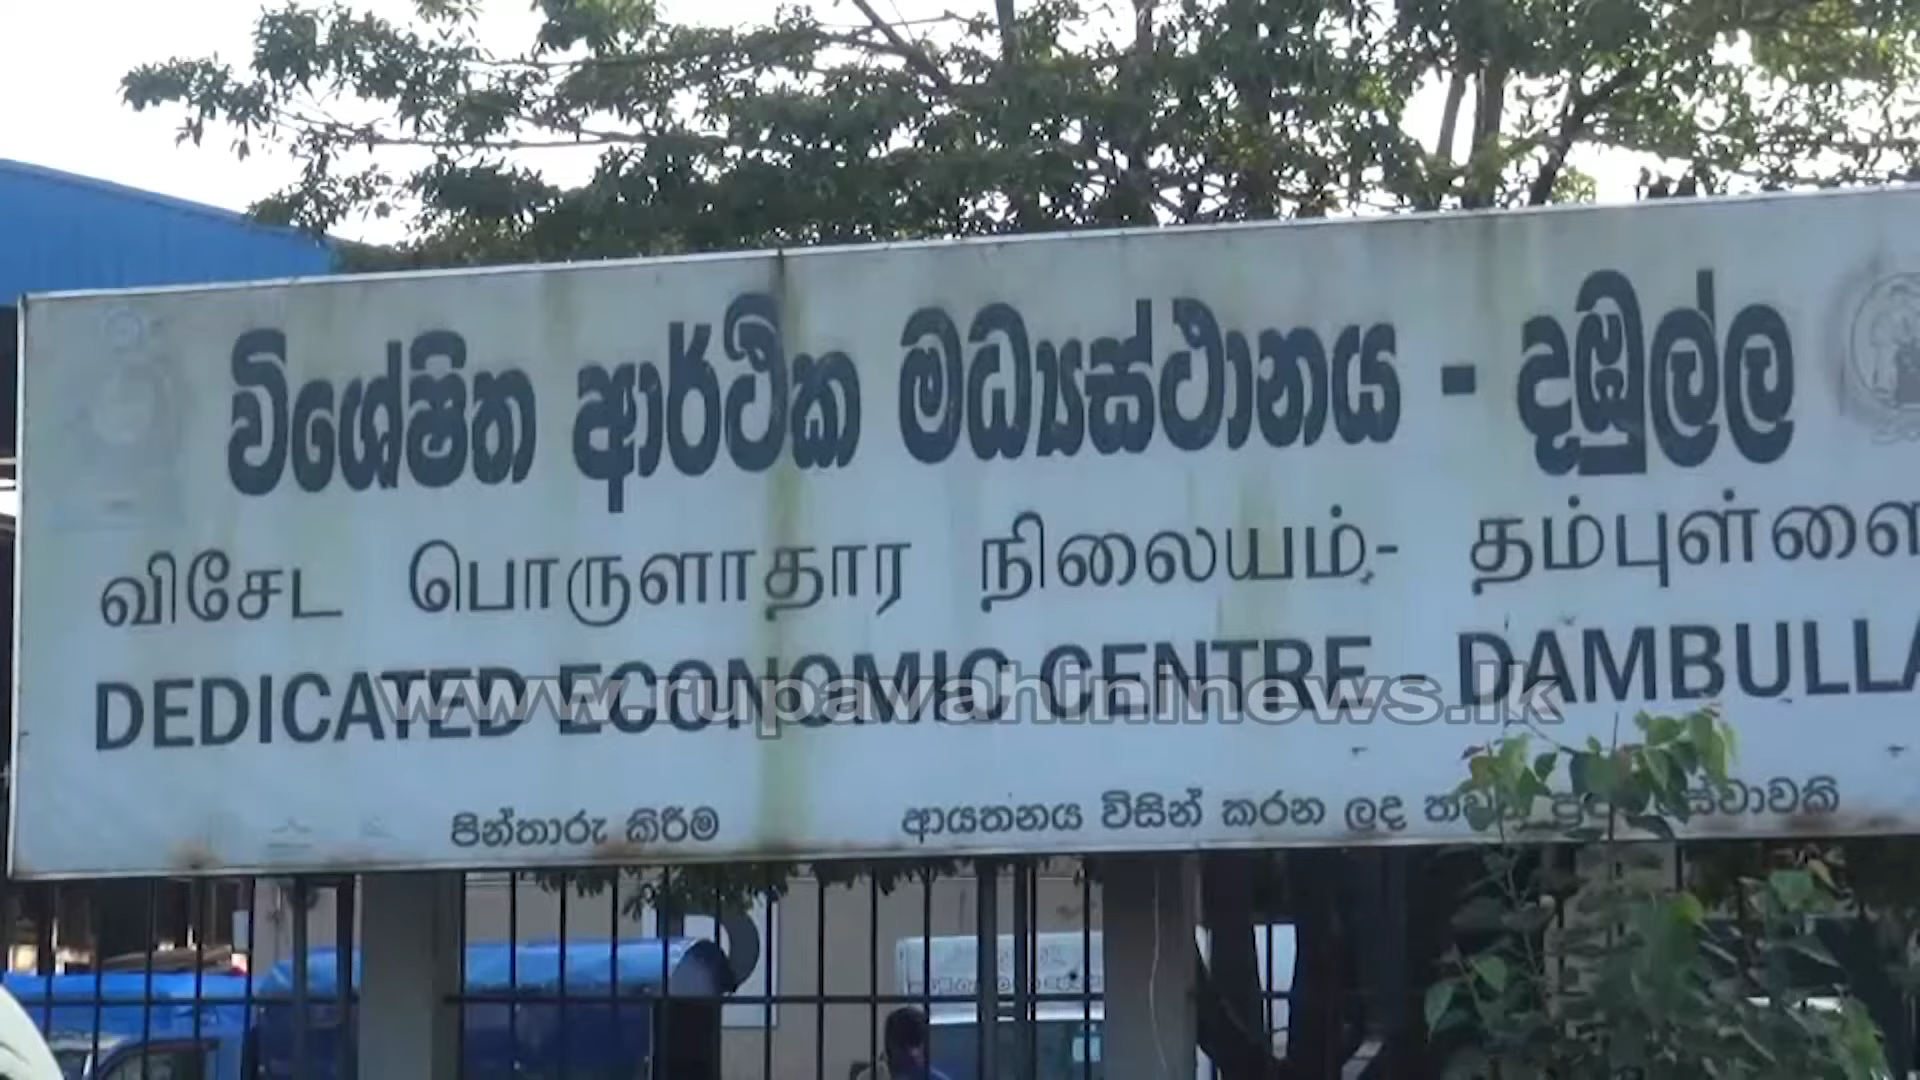 විශේෂිත ආර්ථික මධ්‍යස්ථානය - දඹුල්ල
விசேட பொருளாதார நிலையம்- தம்புள்ளை
DEDICATED ECONOMIC CENTRE - DAMBULLA
www.rupavahininews.lk
පින්තාරු කිරීම ආයතනය විසින් කරන ලද